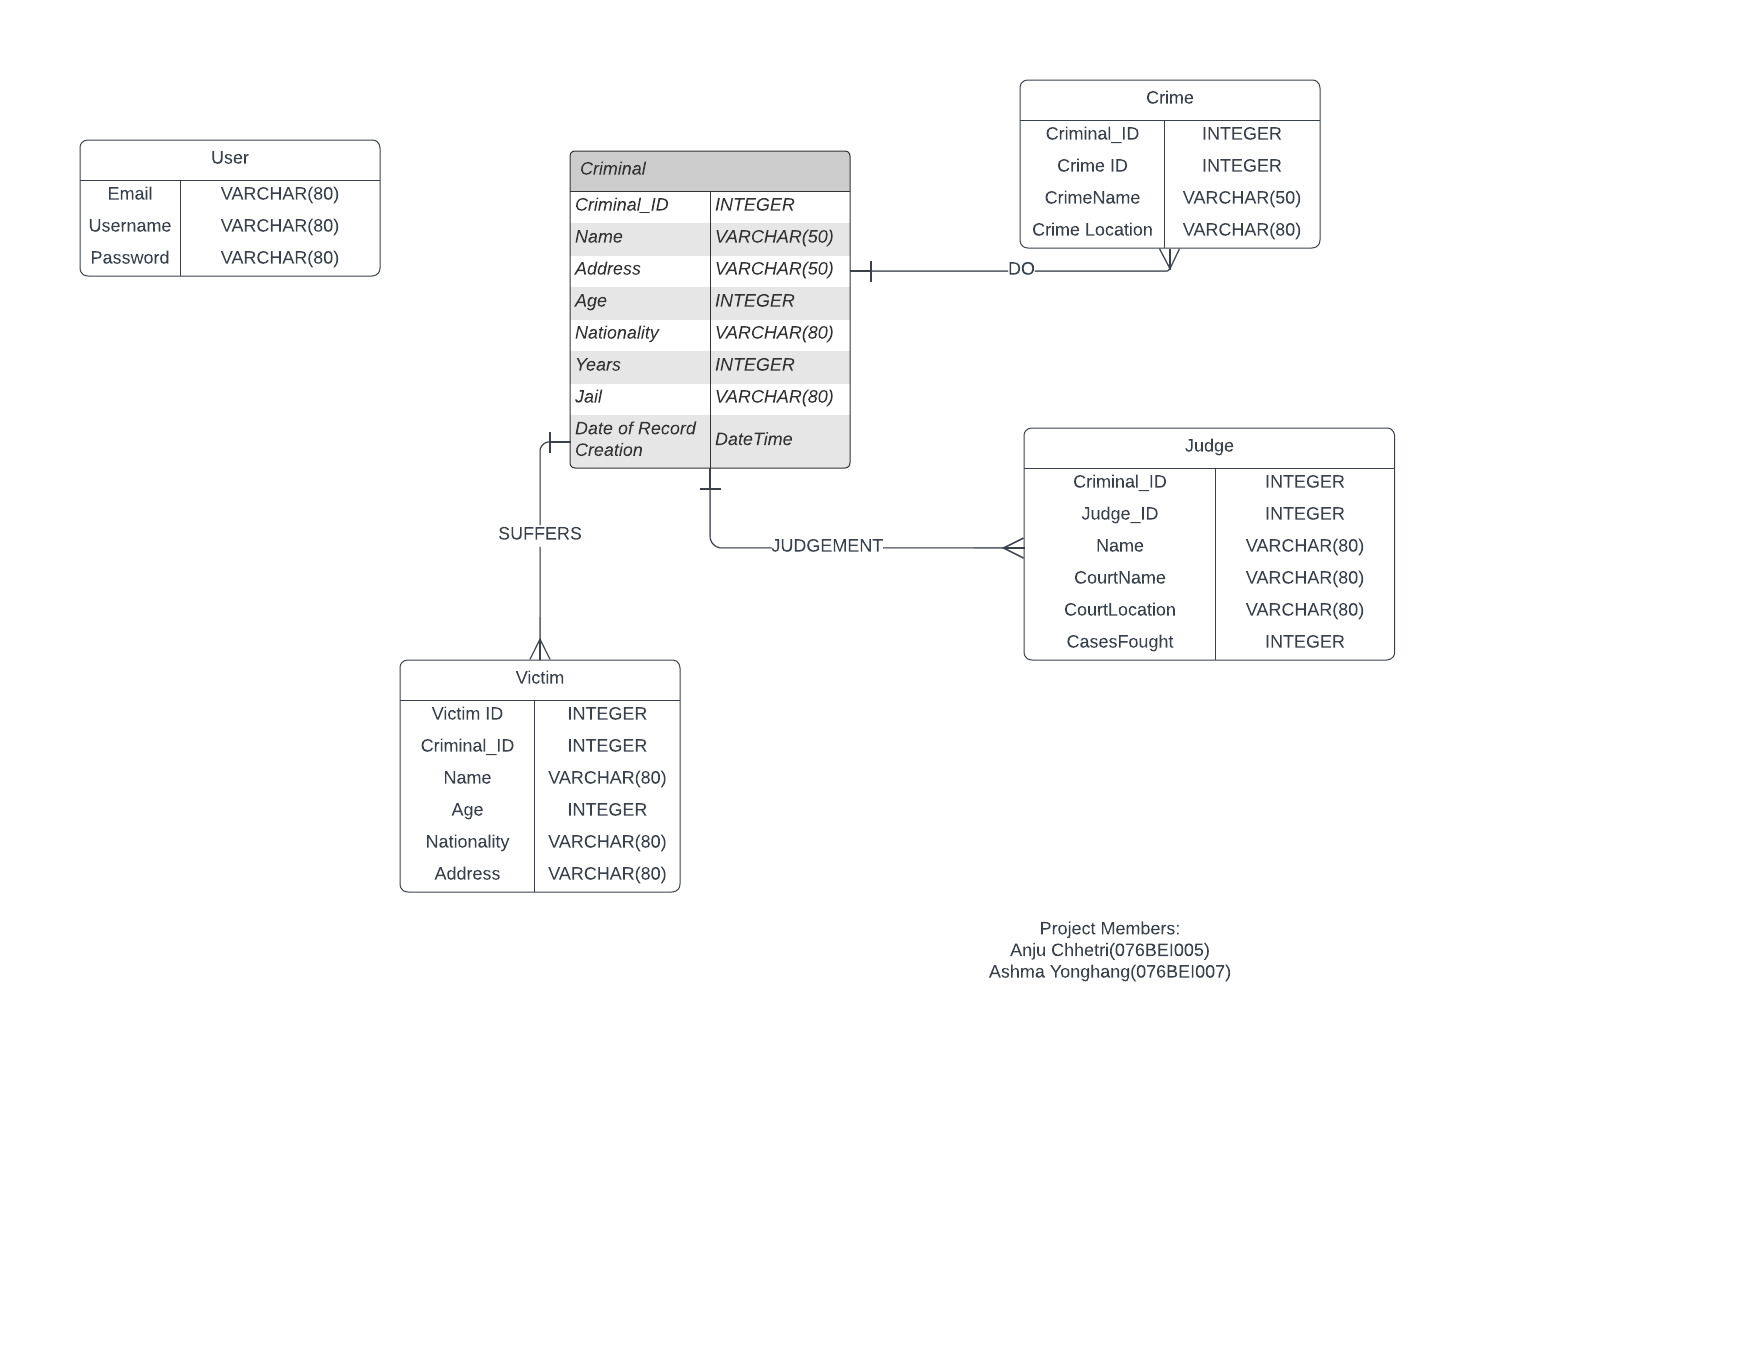 User
Email VARCHAR(80)
Username VARCHAR(80)
Password VARCHAR(80)
Criminal
Criminal_ID INTEGER
Name VARCHAR(50)
Address VARCHAR(50)
Age INTEGER
Nationality VARCHAR(80)
Years INTEGER
Jail VARCHAR(80)
Date of Record
Creation DateTime
Crime
Criminal_ID INTEGER
Crime ID INTEGER
CrimeName VARCHAR(50)
Crime Location VARCHAR(80)
DO
Judge
Criminal_ID INTEGER
Judge_ID INTEGER
Name VARCHAR(80)
CourtName VARCHAR(80)
CourtLocation VARCHAR(80)
CasesFought INTEGER
SUFFERS
JUDGEMENT
Victim
Victim ID INTEGER
Criminal_ID INTEGER
Name VARCHAR(80)
Age INTEGER
Nationality VARCHAR(80)
Address VARCHAR(80)
Project Members:
Anju Chhetri(076BEI005)
Ashma Yonghang(076BEI007)